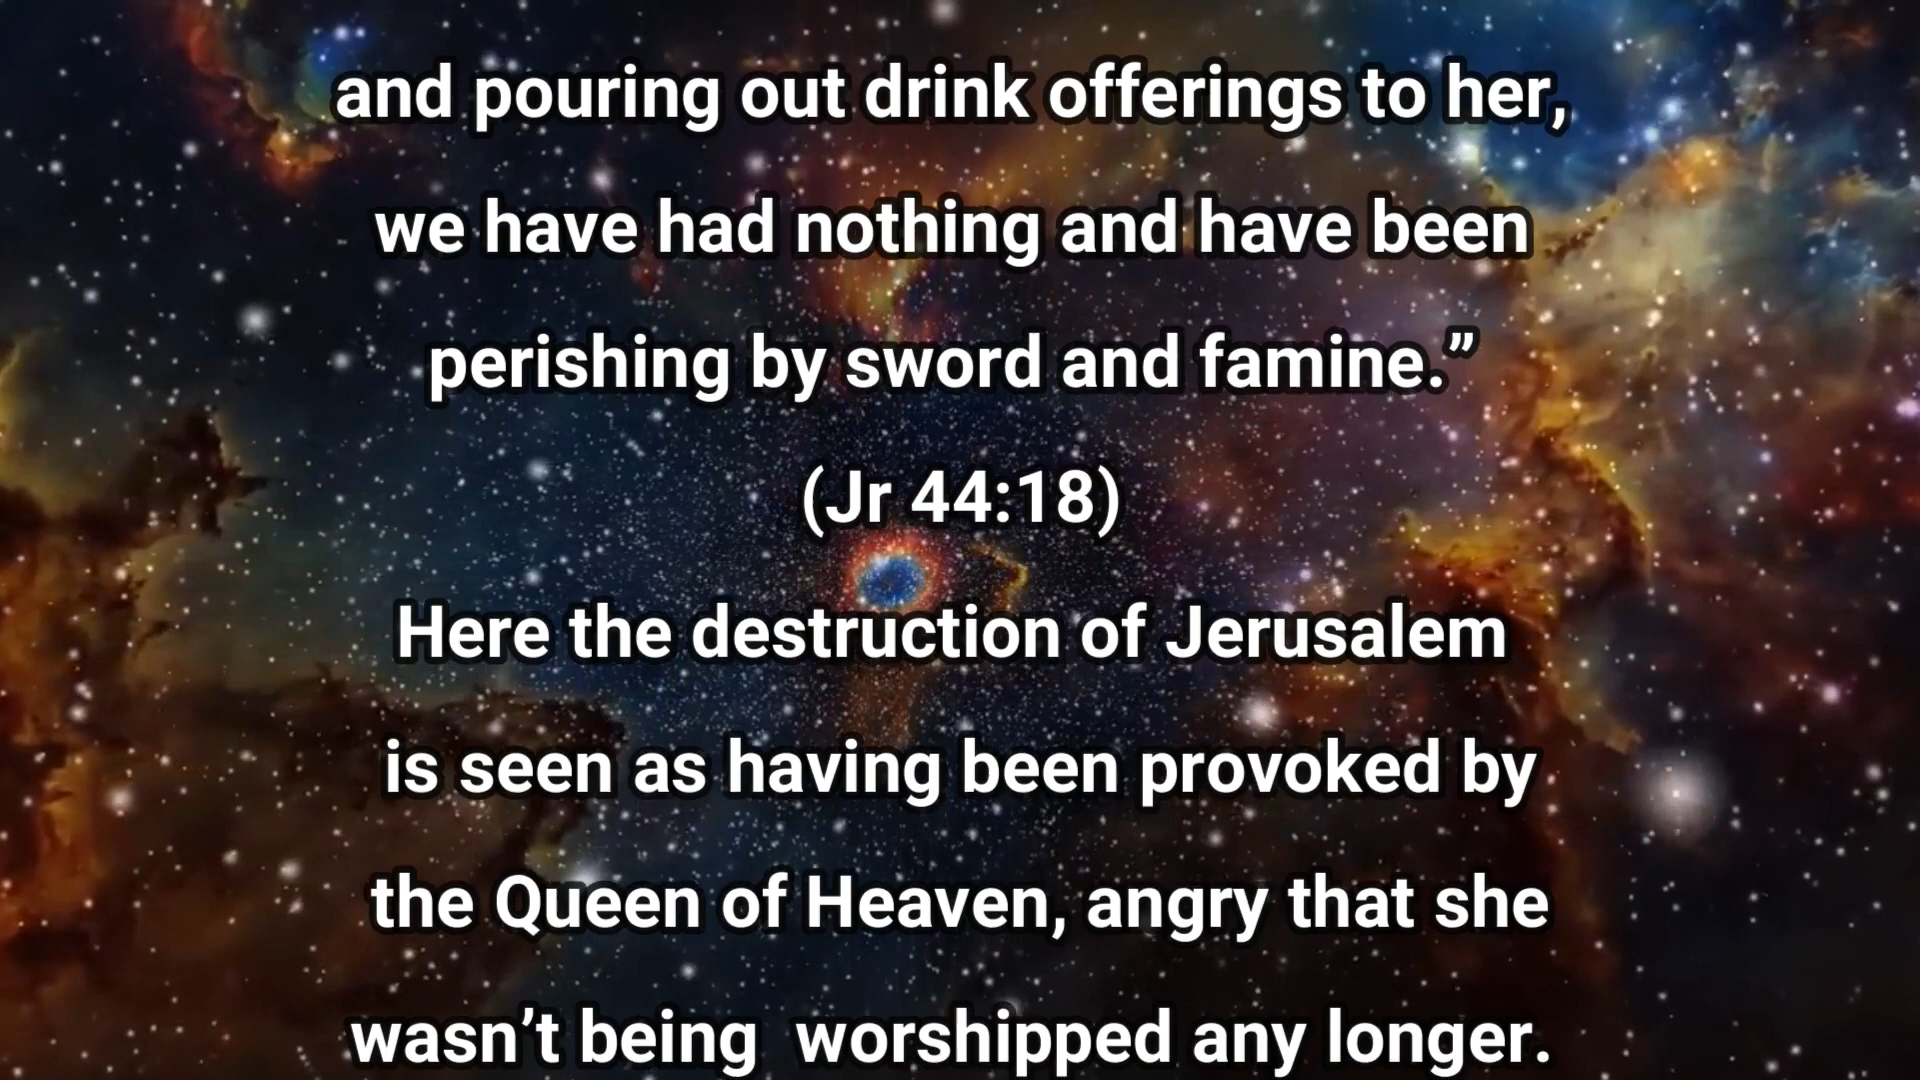 and pouring out drink offerings to her,
we have had nothing and have been
perishing by sword and famine.”
(Jr 44:18)
Here the destruction of Jerusalem
is seen as having been provoked by
the Queen of Heaven, angry that she
wasn’t being  worshipped any longer.